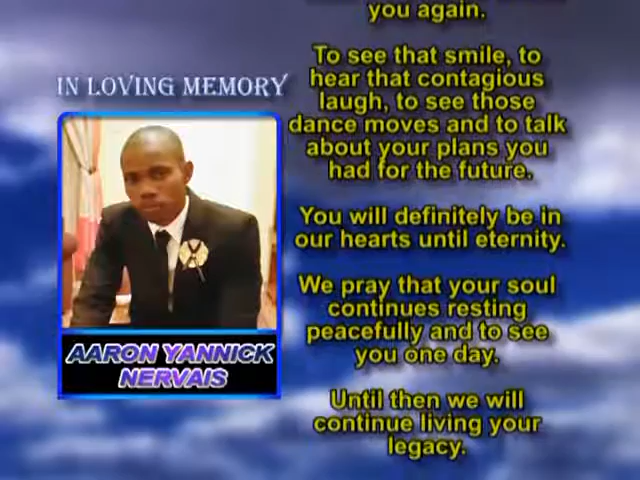 you again.
To see that smile, to
hear that contagious
laugh, to see those
dance moves and to talk
about your plans you
had for the future.
You will definitely be in
our hearts until eternity.
We pray that your soul
continues resting
peacefully and to see
you one day.
Until then we will
continue living your
legacy.
IN LOVING MEMORY
AARON YANNICK
NERVAIS